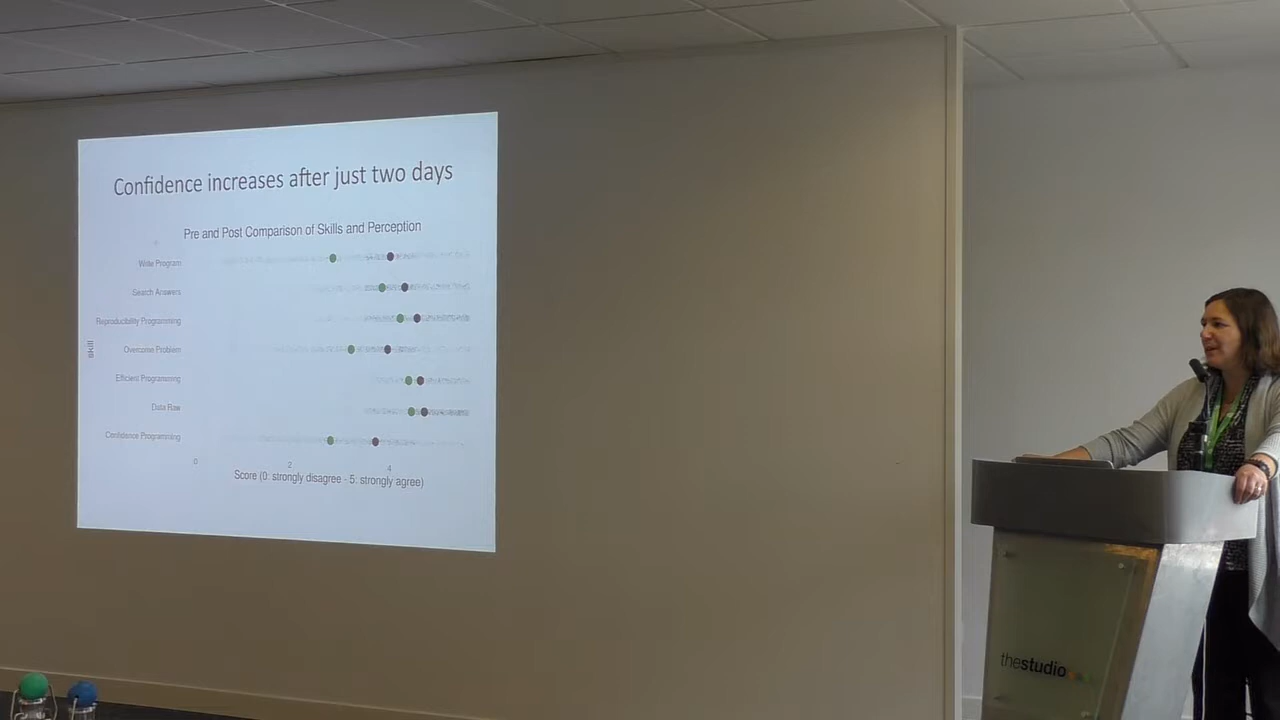 Confidence increases after just two days
Pre and Post Comparison of Skills and Perception
Write Program
Search Answers
Reproducibility Programming
Overcome Problem
Efficient Programming
Data Raw
Confidence Programming
skill
0 2 4
Score (0: strongly disagree - 5: strongly agree)
thestudio